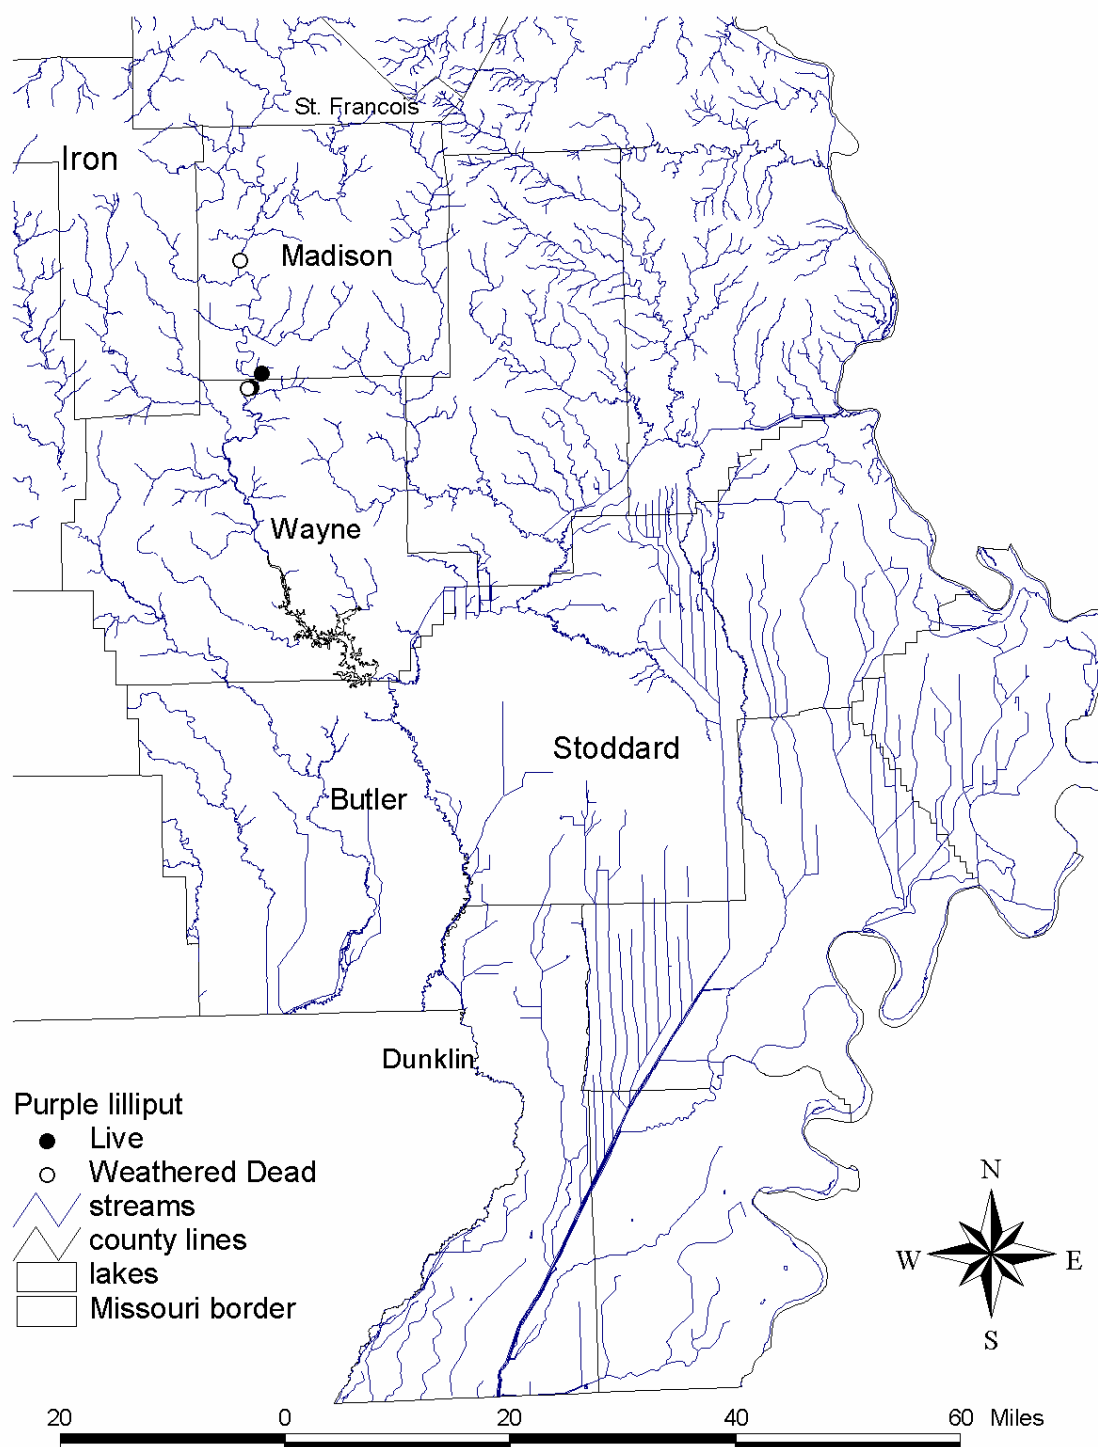 St. Francois
Iron
Madison
Wayne
Stoddard
Butler
Dunklin
Purple lilliput
Live
Weathered Dead
streams
county lines
lakes
Missouri border
N
W E
S
20 0 20 40 60 Miles